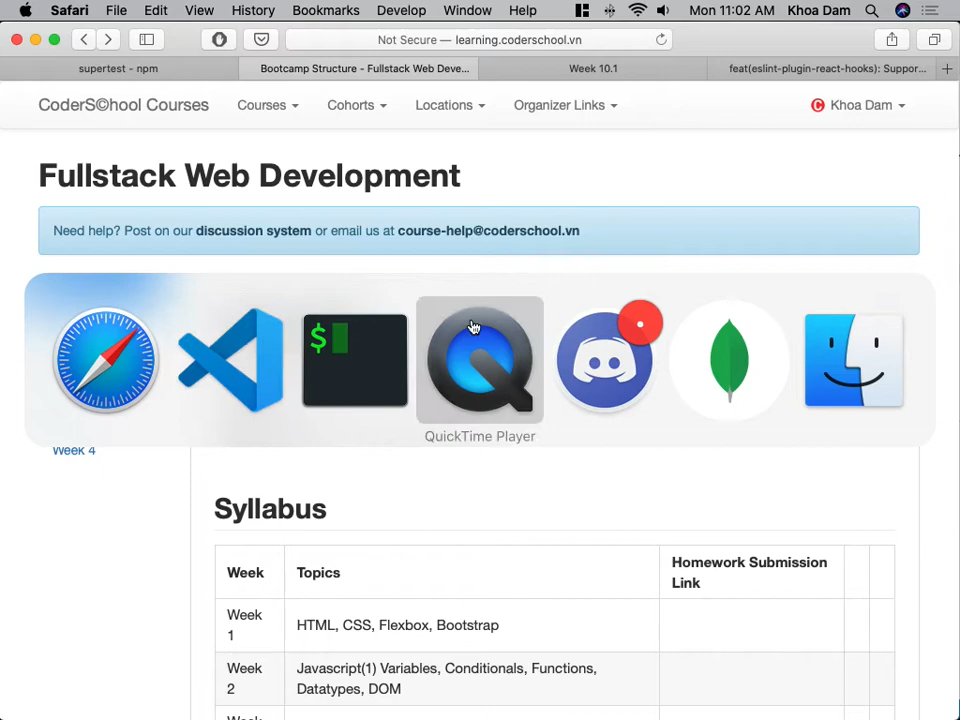 Safari File Edit View History Bookmarks Develop Window Help Mon 11:02 AM Khoa Dam
Not Secure — learning.coderschool.vn
supertest - npm
Bootcamp Structure - Fullstack Web Deve...
Week 10.1
feat(eslint-plugin-react-hooks): Suppor...
CoderS©hool Courses Courses Cohorts Locations Organizer Links C Khoa Dam
Fullstack Web Development
Need help? Post on our discussion system or email us at course-help@coderschool.vn
$
QuickTime Player
Week 4
Syllabus
Week Topics Homework Submission Link
Week 1 HTML, CSS, Flexbox, Bootstrap
Week 2 Javascript(1) Variables, Conditionals, Functions,
Datatypes, DOM